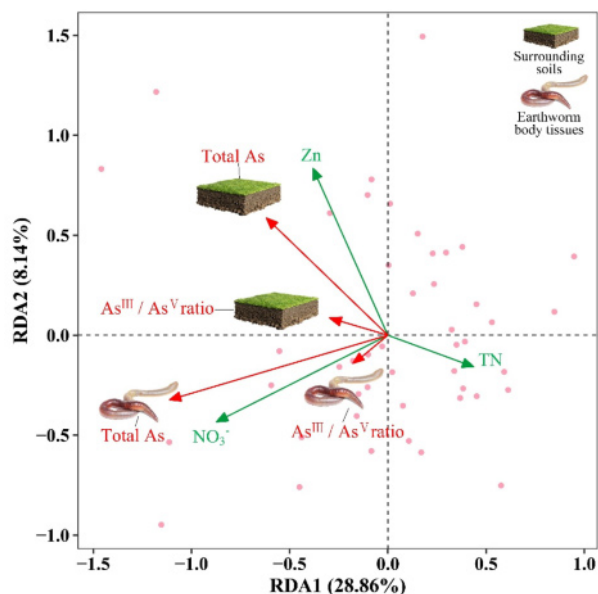 1.5
1.0
0.5
0.0
−0.5
−1.0
RDA2 (8.14%)
Surrounding
soils
Earthworm
body tissues
Total As
Zn
Asᴵᴵᴵ / Asⱽ ratio
TN
Total As
NO₃⁻
Asᴵᴵᴵ / Asⱽ ratio
−1.5 −1.0 −0.5 0.0 0.5 1.0
RDA1 (28.86%)